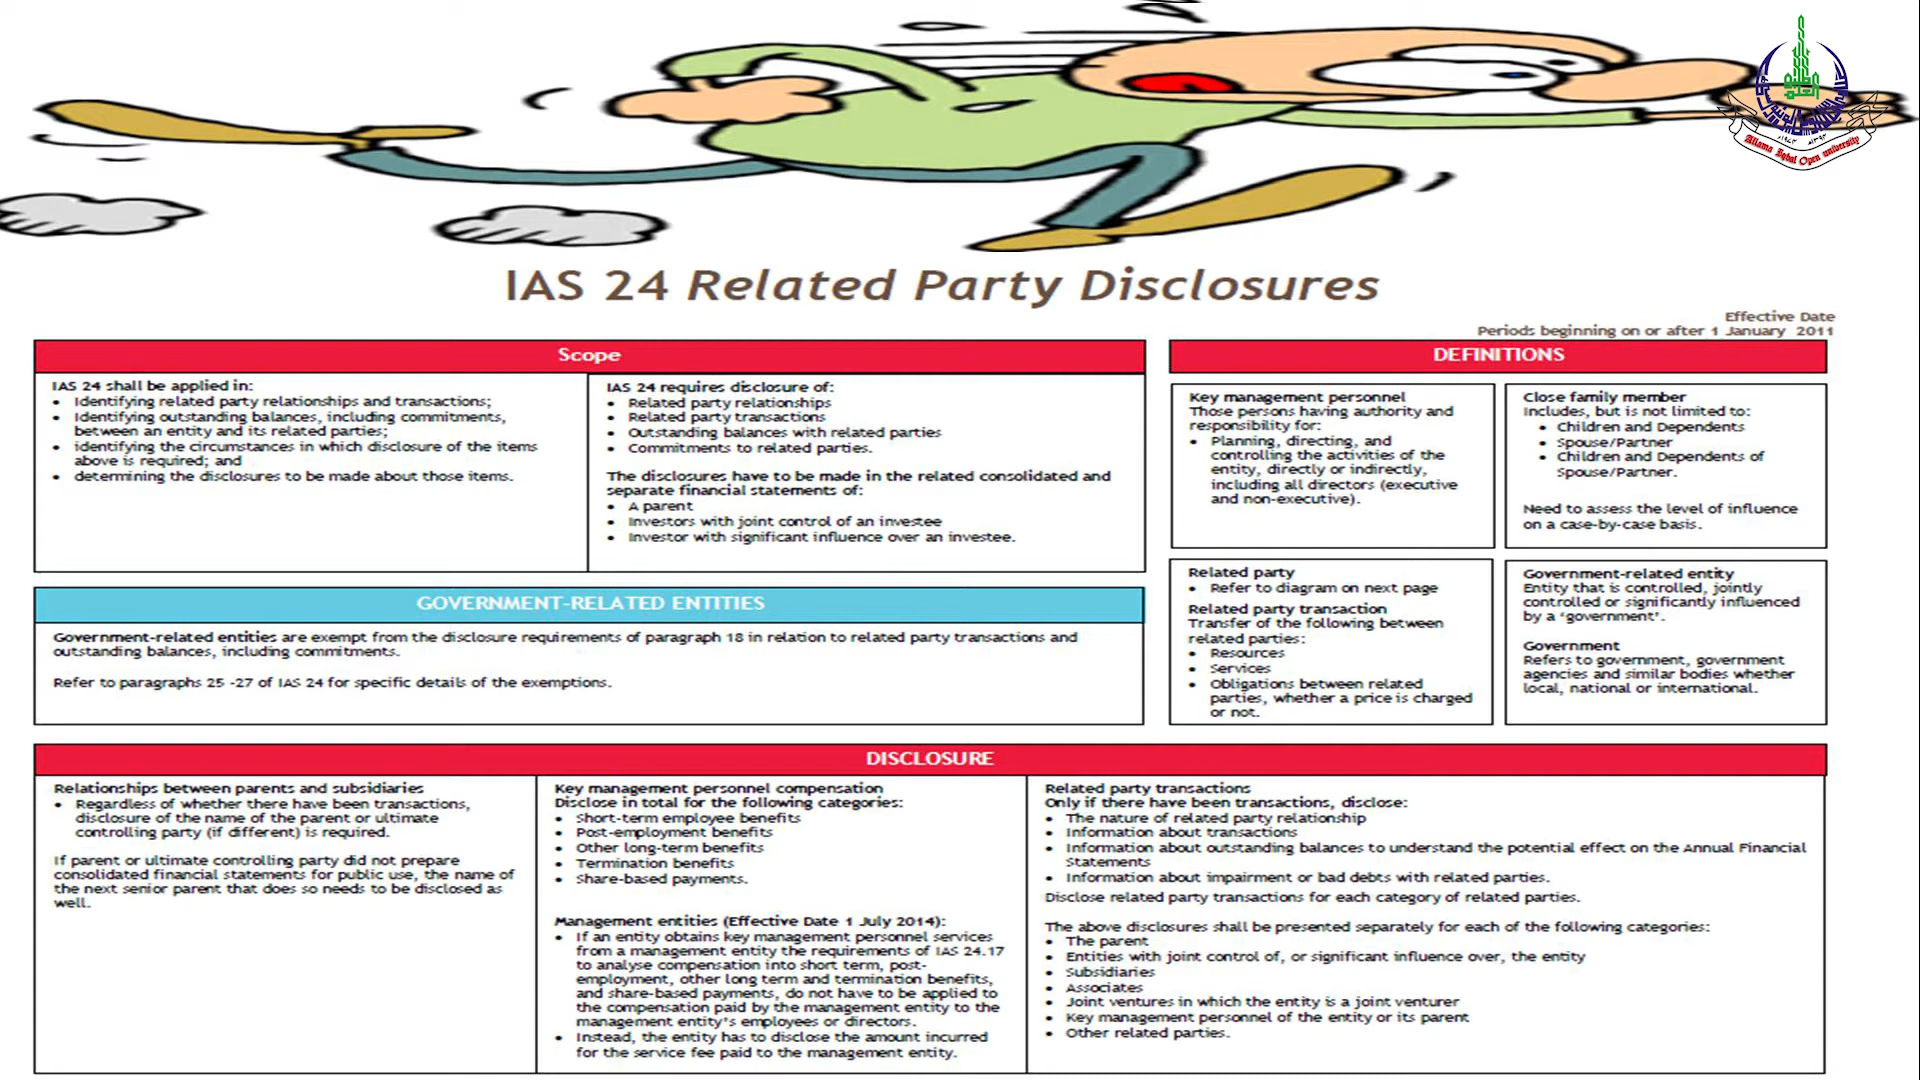 Allama Iqbal Open University
IAS 24 Related Party Disclosures
Effective Date
Periods beginning on or after 1 January 2011
Scope
IAS 24 shall be applied in:
• Identifying related party relationships and transactions;
• Identifying outstanding balances, including commitments,
between an entity and its related parties;
• identifying the circumstances in which disclosure of the items
above is required; and
• determining the disclosures to be made about those items.
IAS 24 requires disclosure of:
• Related party relationships
• Related party transactions
• Outstanding balances with related parties
• Commitments to related parties.
The disclosures have to be made in the related consolidated and
separate financial statements of:
• A parent
• Investors with joint control of an investee
• Investor with significant influence over an investee.
GOVERNMENT-RELATED ENTITIES
Government-related entities are exempt from the disclosure requirements of paragraph 18 in relation to related party transactions and
outstanding balances, including commitments.
Refer to paragraphs 25 -27 of IAS 24 for specific details of the exemptions.
DEFINITIONS
Key management personnel
Those persons having authority and
responsibility for:
• Planning, directing, and
controlling the activities of the
entity, directly or indirectly,
including all directors (executive
and non-executive).
Close family member
Includes, but is not limited to:
• Children and Dependents
• Spouse/Partner
• Children and Dependents of
Spouse/Partner.
Need to assess the level of influence
on a case-by-case basis.
Related party
• Refer to diagram on next page
Related party transaction
Transfer of the following between
related parties:
• Resources
• Services
• Obligations between related
parties, whether a price is charged
or not.
Government-related entity
Entity that is controlled, jointly
controlled or significantly influenced
by a ‘government’.
Government
Refers to government, government
agencies and similar bodies whether
local, national or international.
DISCLOSURE
Relationships between parents and subsidiaries
• Regardless of whether there have been transactions,
disclosure of the name of the parent or ultimate
controlling party (if different) is required.
If parent or ultimate controlling party did not prepare
consolidated financial statements for public use, the name of
the next senior parent that does so needs to be disclosed as
well.
Key management personnel compensation
Disclose in total for the following categories:
• Short-term employee benefits
• Post-employment benefits
• Other long-term benefits
• Termination benefits
• Share-based payments.
Management entities (Effective Date 1 July 2014):
• If an entity obtains key management personnel services
from a management entity the requirements of IAS 24.17
to analyse compensation into short term, post-
employment, other long term and termination benefits,
and share-based payments, do not have to be applied to
the compensation paid by the management entity to the
management entity's employees or directors.
• Instead, the entity has to disclose the amount incurred
for the service fee paid to the management entity.
Related party transactions
Only if there have been transactions, disclose:
• The nature of related party relationship
• Information about transactions
• Information about outstanding balances to understand the potential effect on the Annual Financial
Statements
• Information about impairment or bad debts with related parties.
Disclose related party transactions for each category of related parties.
The above disclosures shall be presented separately for each of the following categories:
• The parent
• Entities with joint control of, or significant influence over, the entity
• Subsidiaries
• Associates
• Joint ventures in which the entity is a joint venturer
• Key management personnel of the entity or its parent
• Other related parties.